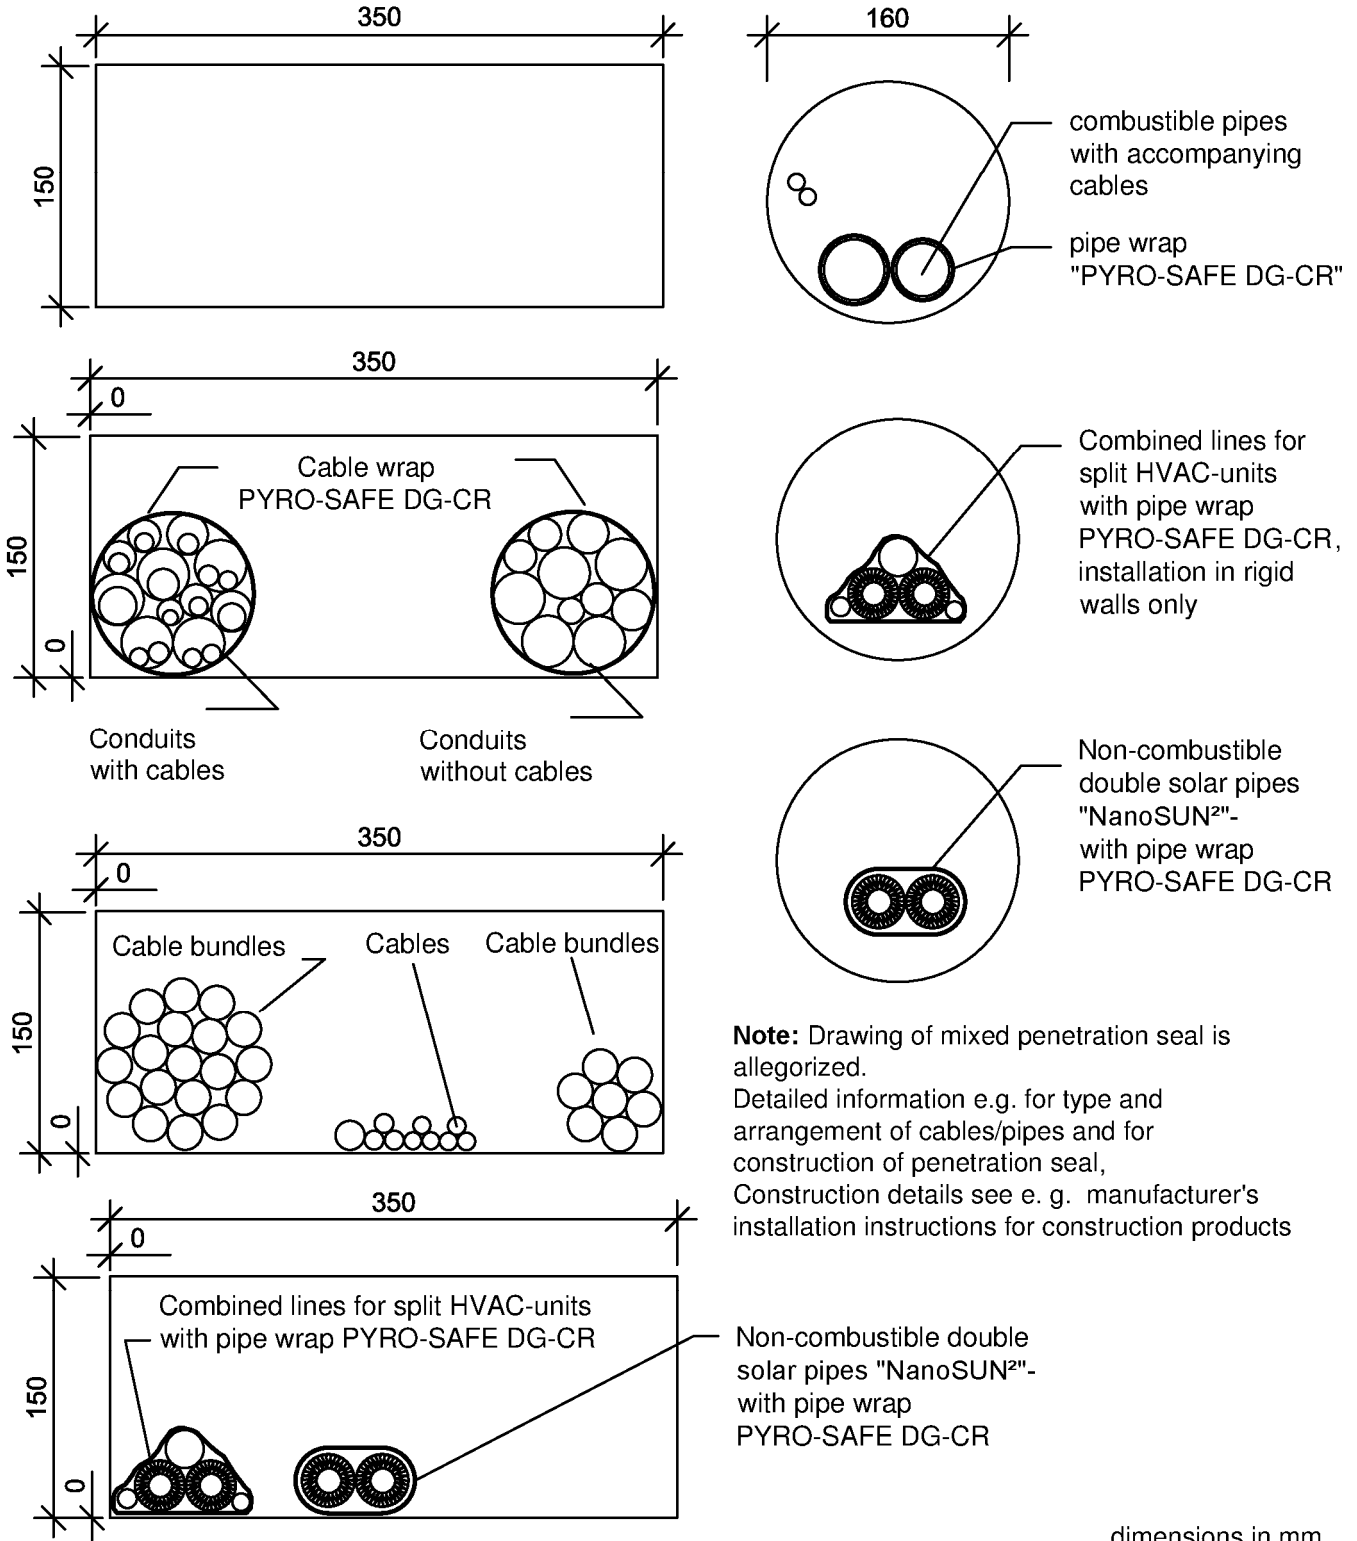 350
150
160
combustible pipes
with accompanying
cables
pipe wrap
"PYRO-SAFE DG-CR"
350
0
150
0
Cable wrap
PYRO-SAFE DG-CR
Conduits
with cables
Conduits
without cables
Combined lines for
split HVAC-units
with pipe wrap
PYRO-SAFE DG-CR,
installation in rigid
walls only
Non-combustible
double solar pipes
"NanoSUN²"-
with pipe wrap
PYRO-SAFE DG-CR
350
0
150
0
Cable bundles
Cables
Cable bundles
Note: Drawing of mixed penetration seal is
allegorized.
Detailed information e.g. for type and
arrangement of cables/pipes and for
construction of penetration seal,
Construction details see e. g. manufacturer's
installation instructions for construction products
350
0
150
0
Combined lines for split HVAC-units
with pipe wrap PYRO-SAFE DG-CR
Non-combustible double
solar pipes "NanoSUN²"-
with pipe wrap
PYRO-SAFE DG-CR
dimensions in mm